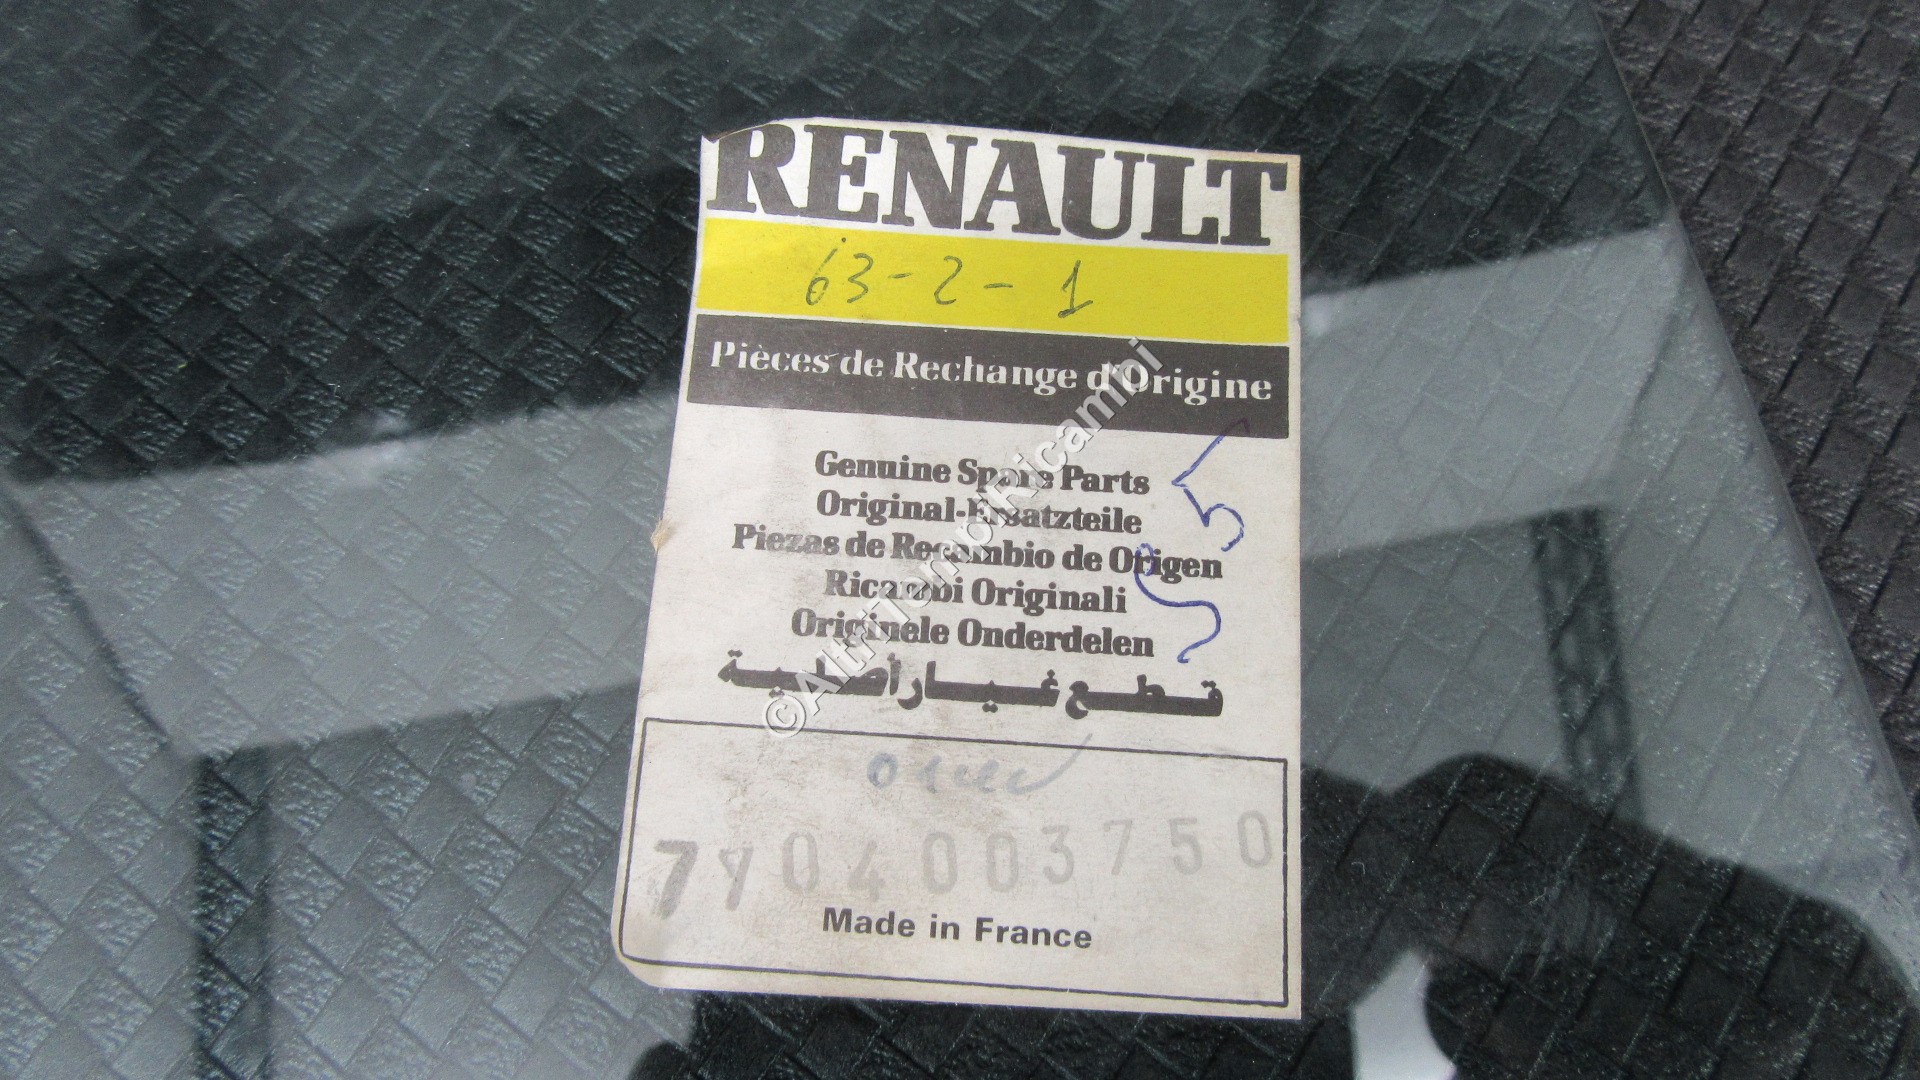 RENAULT
63-2-1
Pièces de Rechange d'Origine
Genuine Spare Parts
Original-Ersatzteile
Piezas de Recambio de Origen
Ricambi Originali
Originele Onderdelen
قطع غيار أصلية
7704003750
Made in France
©AltriTempiRicambi